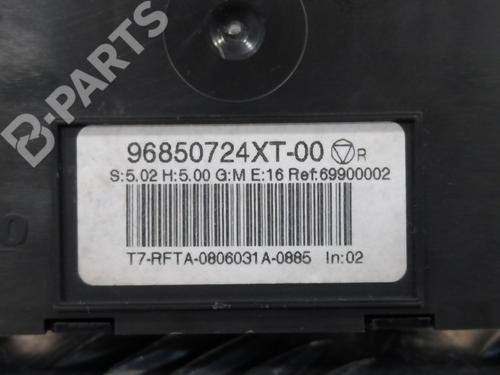 B-PARTS
96850724XT-00 R
S:5.02 H:5.00 G:M E:16 Ref:69900002
T7-RFTA-0806031A-0885 In:02